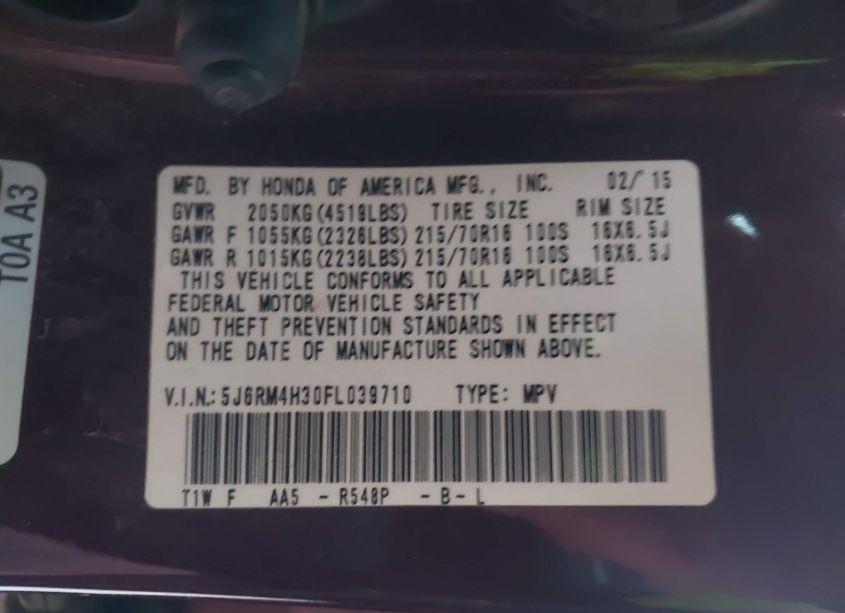 MFD. BY HONDA OF AMERICA MFG., INC. 02/ 15
GVWR 2050KG(4519LBS) TIRE SIZE RIM SIZE
GAWR F 1055KG(2326LBS) 215/70R16 100S 16X6.5J
GAWR R 1015KG(2238LBS) 215/70R16 100S 16X6.5J
THIS VEHICLE CONFORMS TO ALL APPLICABLE
FEDERAL MOTOR VEHICLE SAFETY
AND THEFT PREVENTION STANDARDS IN EFFECT
ON THE DATE OF MANUFACTURE SHOWN ABOVE.
V.I.N.: 5J6RM4H30FL039710 TYPE: MPV
T1W F AA5 - R548P - B - L
T0A A3